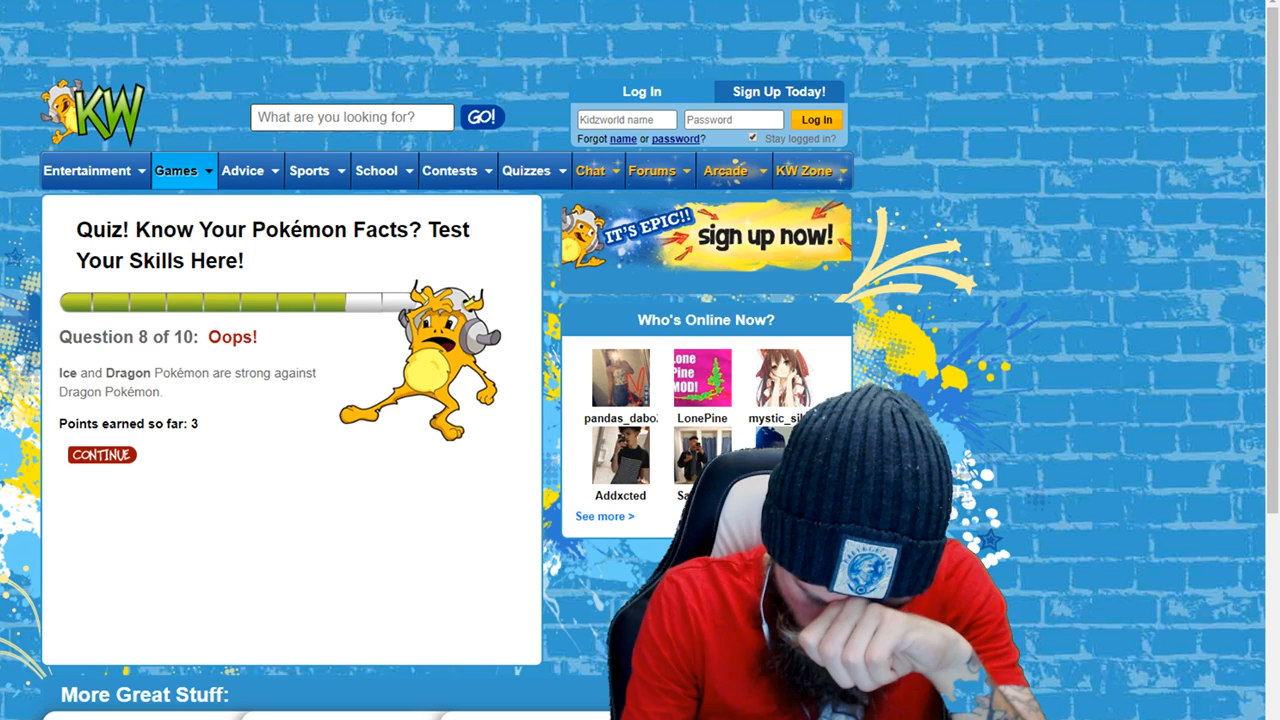 KW
What are you looking for?
GO!
Log In
Sign Up Today!
Kidzworld name
Password
Log In
Forgot name or password?
Stay logged in?
Entertainment
Games
Advice
Sports
School
Contests
Quizzes
Chat
Forums
Arcade
KW Zone
Quiz! Know Your Pokémon Facts? Test
Your Skills Here!
Question 8 of 10: Oops!
Ice and Dragon Pokémon are strong against
Dragon Pokémon.
Points earned so far: 3
CONTINUE
IT'S EPIC!!
sign up now!
Who's Online Now?
Lone
Pine
MOD!
pandas_dabo
LonePine
Addxcted
See more >
More Great Stuff: